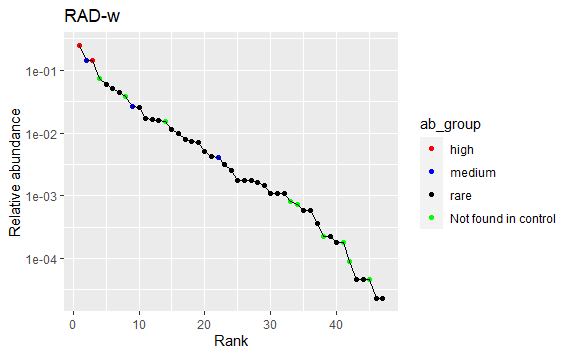 RAD-w
1e-01
1e-02
1e-03
1e-04
Relative abundance
0
10
20
30
40
Rank
ab_group
high
medium
rare
Not found in control